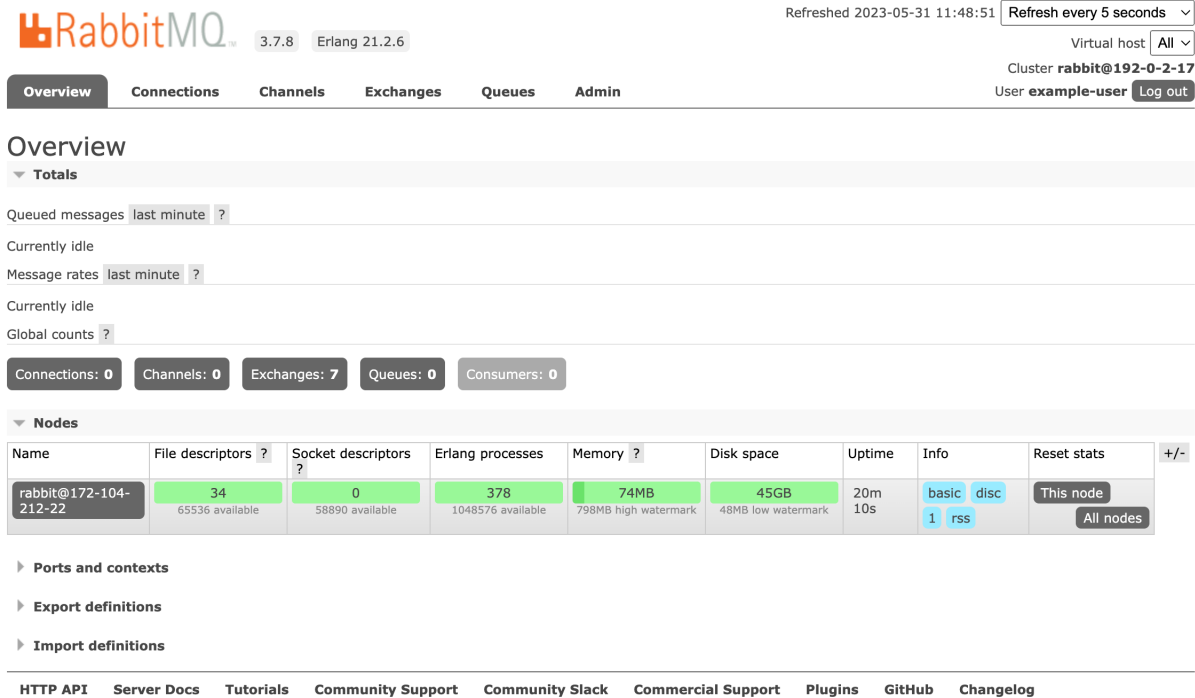 RabbitMQ TM 3.7.8 Erlang 21.2.6
Refreshed 2023-05-31 11:48:51 Refresh every 5 seconds
Virtual host All
Cluster rabbit@192-0-2-17
User example-user Log out
Overview Connections Channels Exchanges Queues Admin
Overview
Totals
Queued messages last minute ?
Currently idle
Message rates last minute ?
Currently idle
Global counts ?
Connections: 0 Channels: 0 Exchanges: 7 Queues: 0 Consumers: 0
Nodes
Name File descriptors ? Socket descriptors ? Erlang processes Memory ? Disk space Uptime Info Reset stats +/-
rabbit@172-104-212-22 34 0 378 74MB 45GB 20m 10s basic disc 1 rss This node All nodes
65536 available 58890 available 1048576 available 798MB high watermark 48MB low watermark
Ports and contexts
Export definitions
Import definitions
HTTP API Server Docs Tutorials Community Support Community Slack Commercial Support Plugins GitHub Changelog